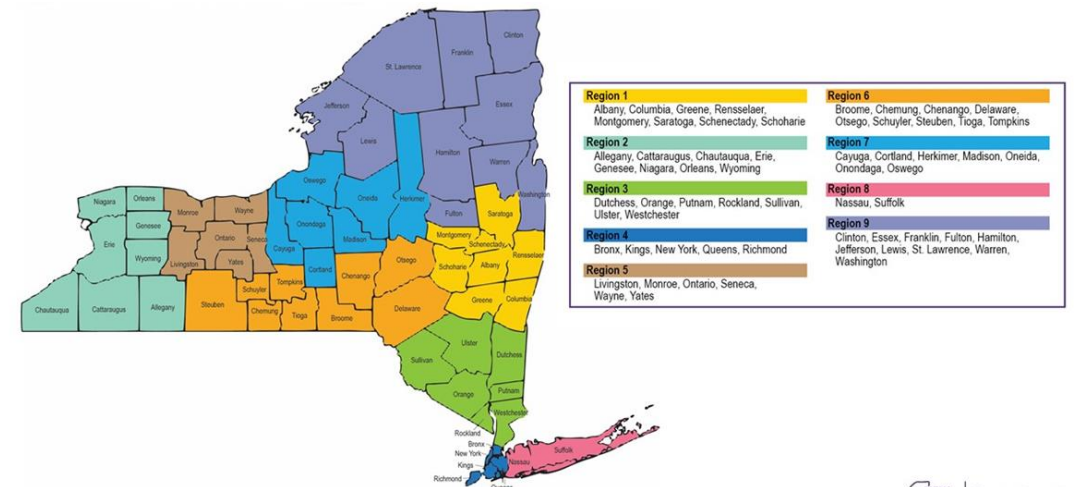 Clinton
Franklin
St. Lawrence
Essex
Jefferson
Lewis
Hamilton
Warren
Washington
Oswego
Oneida
Herkimer
Fulton
Saratoga
Niagara
Orleans
Monroe
Wayne
Genesee
Onondaga
Madison
Montgomery
Schenectady
Erie
Ontario
Seneca
Cayuga
Wyoming
Livingston
Yates
Cortland
Chenango
Otsego
Schoharie
Albany
Rensselaer
Tompkins
Schuyler
Steuben
Chautauqua
Cattaraugus
Allegany
Chemung
Tioga
Broome
Delaware
Greene
Columbia
Ulster
Sullivan
Dutchess
Orange
Putnam
Westchester
Rockland
Bronx
New York
Kings
Richmond
Nassau
Suffolk
Region 1
Albany, Columbia, Greene, Rensselaer,
Montgomery, Saratoga, Schenectady, Schoharie
Region 2
Allegany, Cattaraugus, Chautauqua, Erie,
Genesee, Niagara, Orleans, Wyoming
Region 3
Dutchess, Orange, Putnam, Rockland, Sullivan,
Ulster, Westchester
Region 4
Bronx, Kings, New York, Queens, Richmond
Region 5
Livingston, Monroe, Ontario, Seneca,
Wayne, Yates
Region 6
Broome, Chemung, Chenango, Delaware,
Otsego, Schuyler, Steuben, Tioga, Tompkins
Region 7
Cayuga, Cortland, Herkimer, Madison, Oneida,
Onondaga, Oswego
Region 8
Nassau, Suffolk
Region 9
Clinton, Essex, Franklin, Fulton, Hamilton,
Jefferson, Lewis, St. Lawrence, Warren,
Washington